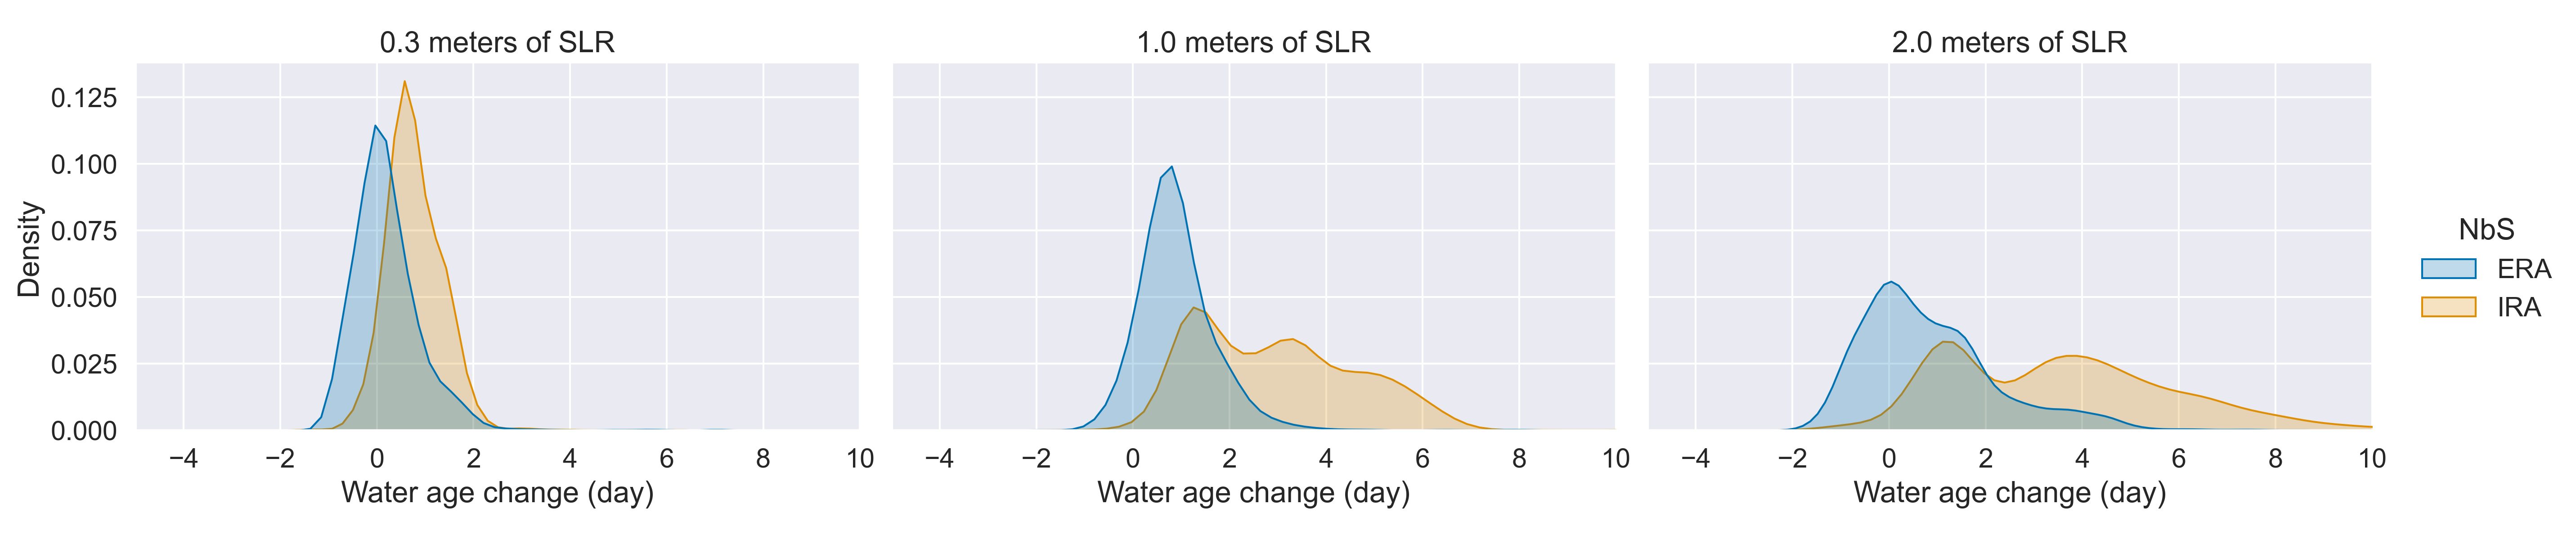 0.3 meters of SLR
1.0 meters of SLR
2.0 meters of SLR
Density
0.125
0.100
0.075
0.050
0.025
0.000
−4 −2 0 2 4 6 8 10
−4 −2 0 2 4 6 8 10
−4 −2 0 2 4 6 8 10
Water age change (day)
Water age change (day)
Water age change (day)
NbS
ERA
IRA